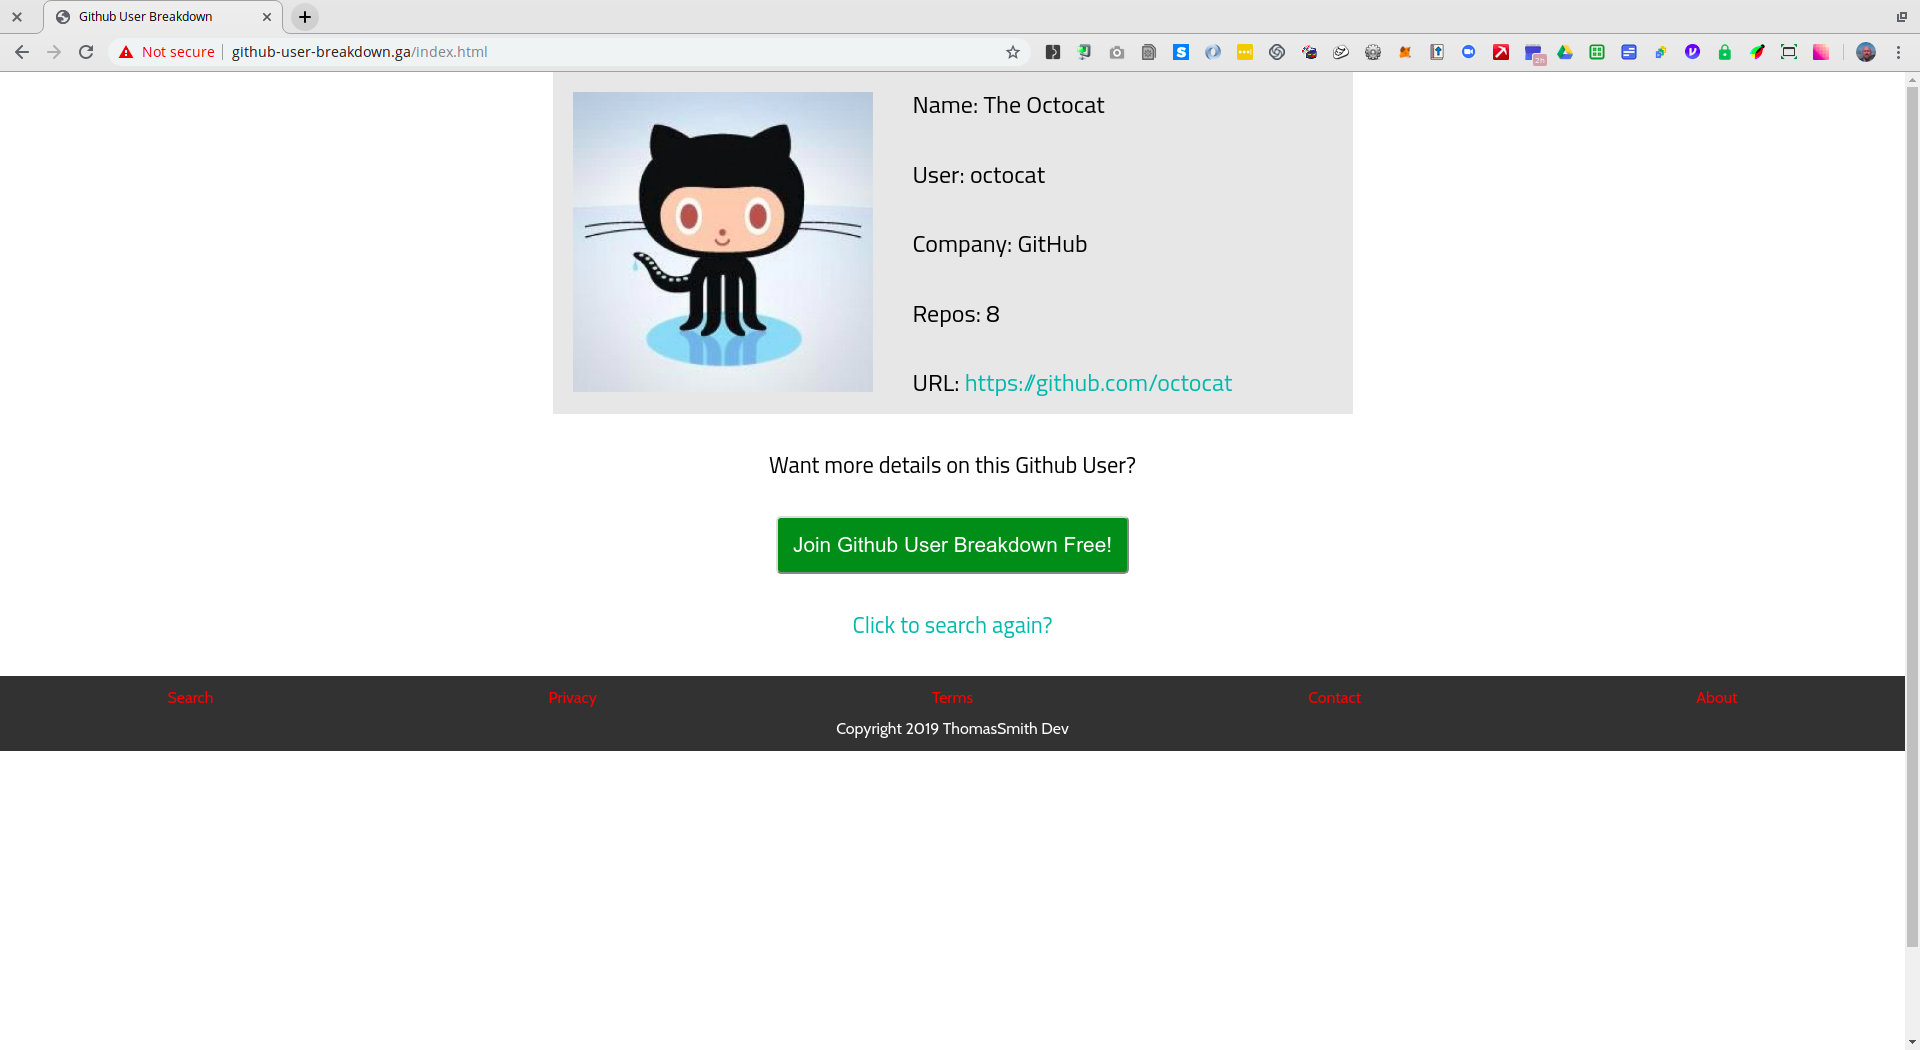 Github User Breakdown
Not secure github-user-breakdown.ga/index.html
2h
Name: The Octocat
User: octocat
Company: GitHub
Repos: 8
URL: https://github.com/octocat
Want more details on this Github User?
Join Github User Breakdown Free!
Click to search again?
Search Privacy Terms Contact About
Copyright 2019 ThomasSmith Dev